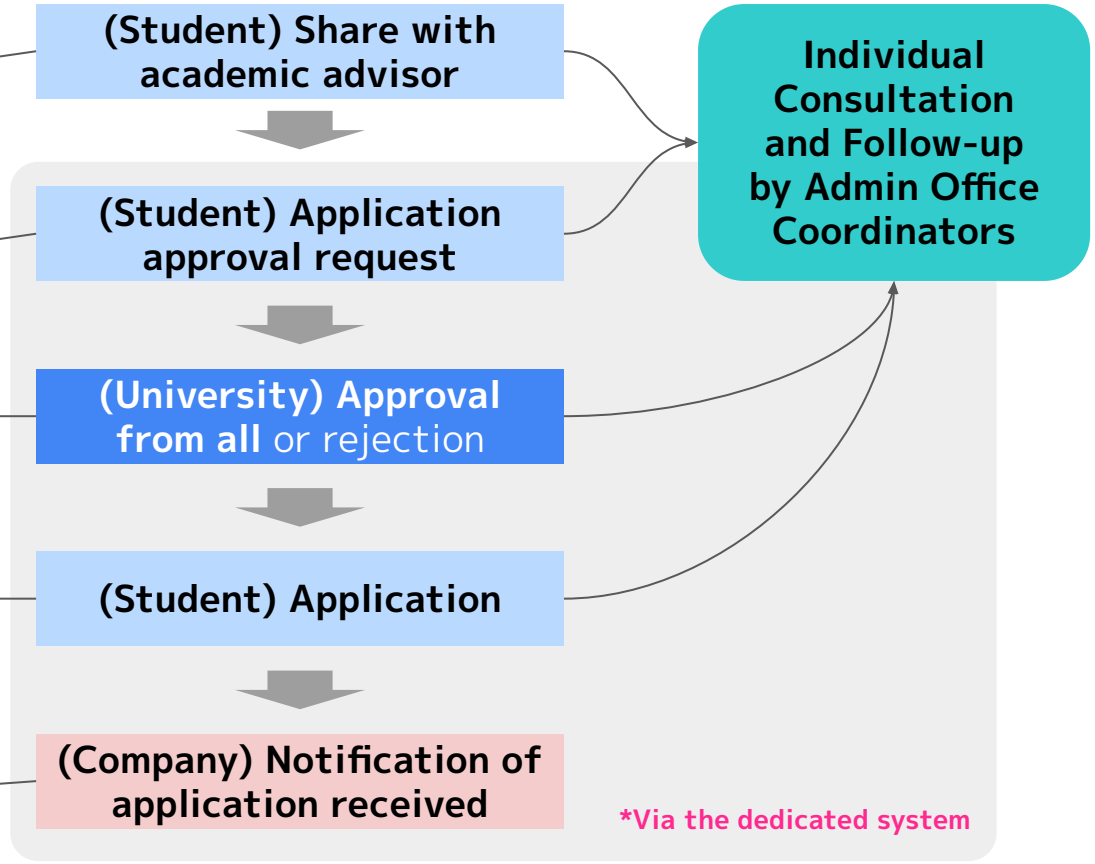 (Student) Share with
academic advisor
Individual
Consultation
and Follow-up
by Admin Office
Coordinators
(Student) Application
approval request
(University) Approval
from all or rejection
(Student) Application
(Company) Notification of
application received
*Via the dedicated system